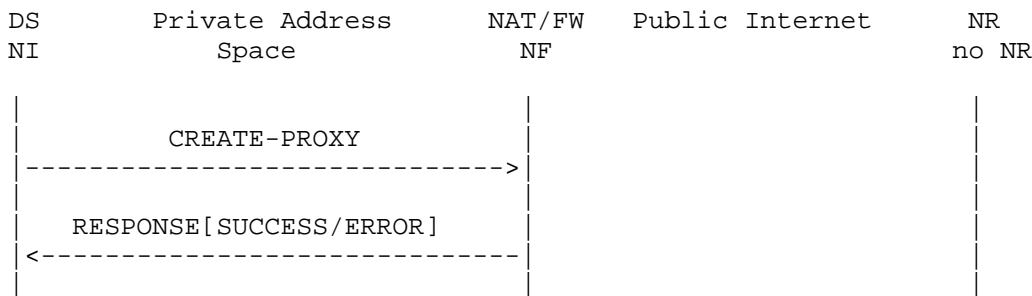 DS Private Address NAT/FW Public Internet NR
NI Space NF no NR
CREATE-PROXY
RESPONSE[SUCCESS/ERROR]